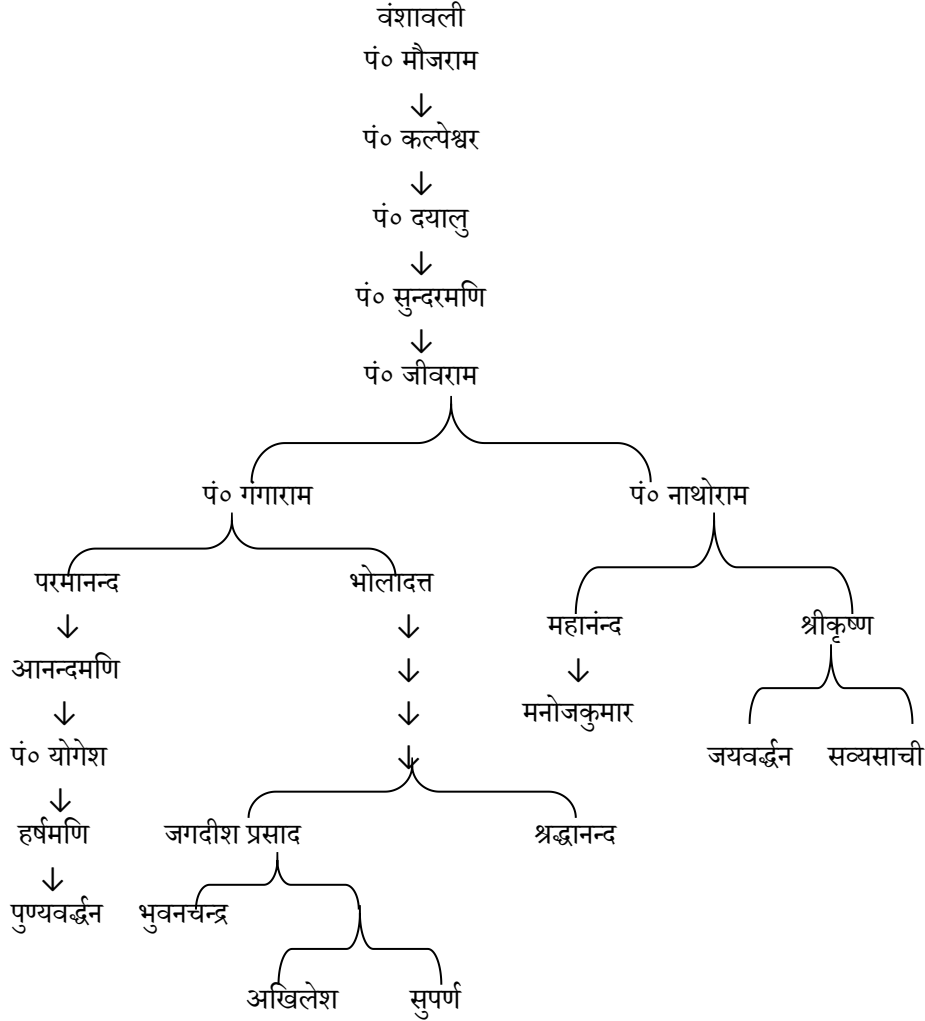 वंशावली
पं० मौजराम
↓
पं० कल्पेश्वर
↓
पं० दयालु
↓
पं० सुन्दरमणि
↓
पं० जीवराम
पं० गंगाराम पं० नाथोराम
परमानन्द भोलादत्त
↓ ↓
महानंन्द श्रीकृष्ण
आनन्दमणि ↓ ↓
↓ ↓
मनोजकुमार
पं० योगेश ↓ जयवर्द्धन सव्यसाची
↓
हर्षमणि जगदीश प्रसाद श्रद्धानन्द
↓
पुण्यवर्द्धन भुवनचन्द्र
अखिलेश सुपर्ण